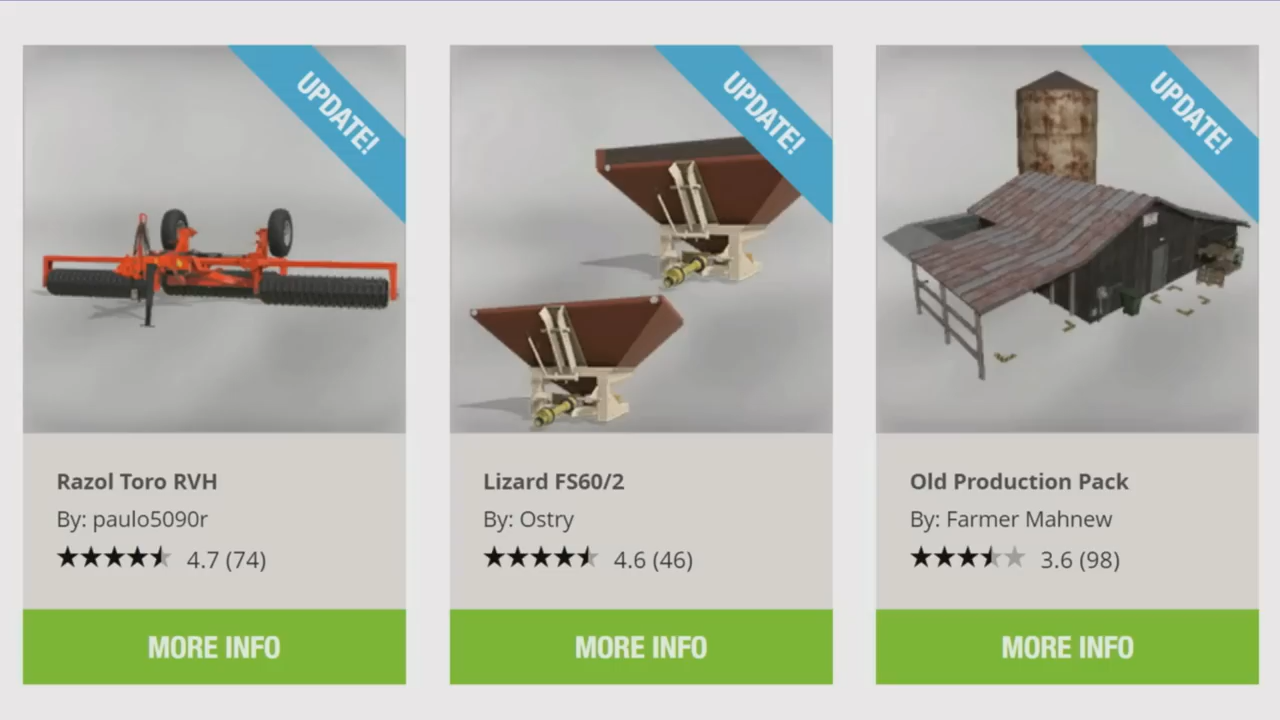 UPDATE!
UPDATE!
UPDATE!
Razol Toro RVH
By: paulo5090r
4.7 (74)
MORE INFO
Lizard FS60/2
By: Ostry
4.6 (46)
MORE INFO
Old Production Pack
By: Farmer Mahnew
3.6 (98)
MORE INFO